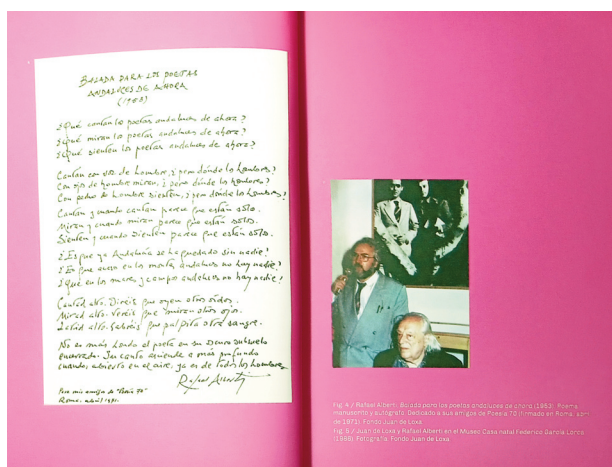 BALADA PARA LOS POETAS
ANDALUCES DE AHORA
(1953)
¿Qué cantan los poetas andaluces de ahora?
¿Qué miran los poetas andaluces de ahora?
¿Qué sienten los poetas andaluces de ahora?
Cantan con voz de hombre, ¿pero dónde los hombres?
Con ojos de hombre miran, ¿pero dónde los hombres?
Con pecho de hombre sienten, ¿pero dónde los hombres?
Cantan, y cuando cantan parece que están solos.
Miran, y cuando miran parece que están solos.
Sienten, y cuando sienten parece que están solos.
¿Es que ya Andalucía se ha quedado sin nadie?
¿Es que acaso en los montes andaluces no hay nadie?
¿Que en los mares y campos andaluces no hay nadie?
Cantad alto. Oiréis que oyen otros oídos.
Mirad alto. Veréis que miran otros ojos.
Latid alto. Sabréis que palpita otra sangre.
No es más hondo el poeta en su oscuro subsuelo
encerrado. Su canto asciende a más profundo
cuando, abierto en el aire, ya es de todos los hombres.
Rafael Alberti
Para mis amigos de "Poesía 70"
Roma, abril 1971.
Fig. 4 / Rafael Alberti. Balada para los poetas andaluces de ahora (1953). Poema
manuscrito y autógrafo. Dedicado a sus amigos de Poesía 70 (firmado en Roma, abril
de 1971). Fondo Juan de Loxa
Fig. 5 / Juan de Loxa y Rafael Alberti en el Museo Casa natal Federico García Lorca
(1986). Fotografía: Fondo Juan de Loxa